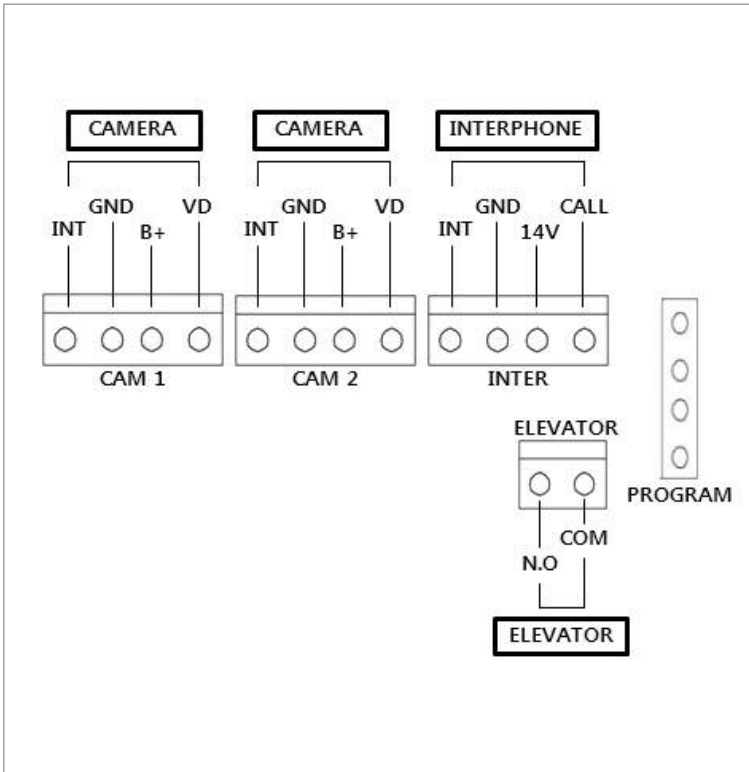 CAMERA
CAMERA
INTERPHONE
INT GND B+ VD
INT GND B+ VD
INT GND 14V CALL
CAM 1
CAM 2
INTER
ELEVATOR
PROGRAM
N.O COM
ELEVATOR